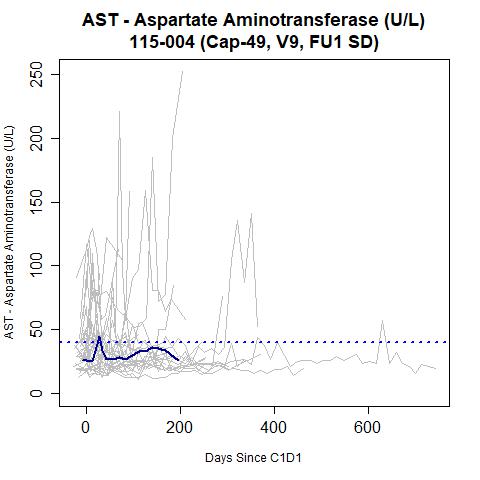 AST - Aspartate Aminotransferase (U/L)
115-004 (Cap-49, V9, FU1 SD)
AST - Aspartate Aminotransferase (U/L)
250
200
150
100
50
0
0 200 400 600
Days Since C1D1